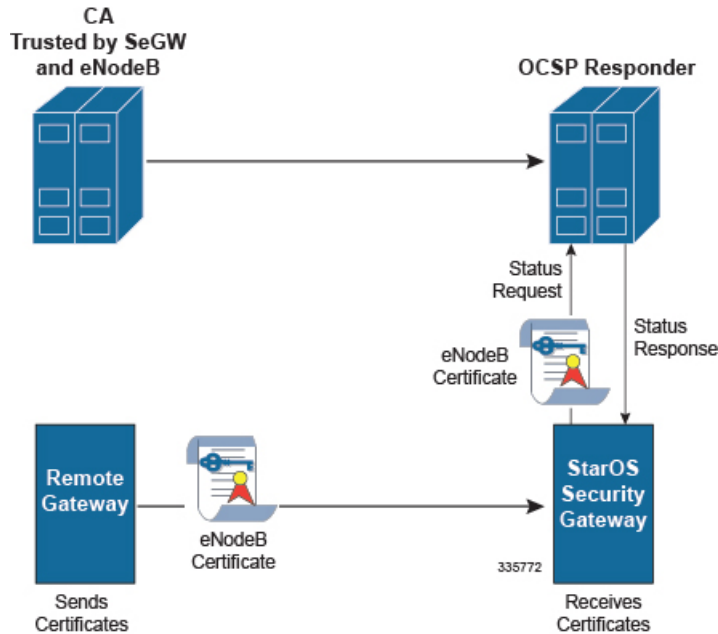 CA
Trusted by SeGW
and eNodeB
OCSP Responder
Status
Request
Status
Response
eNodeB
Certificate
Remote
Gateway
eNodeB
Certificate
StarOS
Security
Gateway
335772
Sends
Certificates
Receives
Certificates